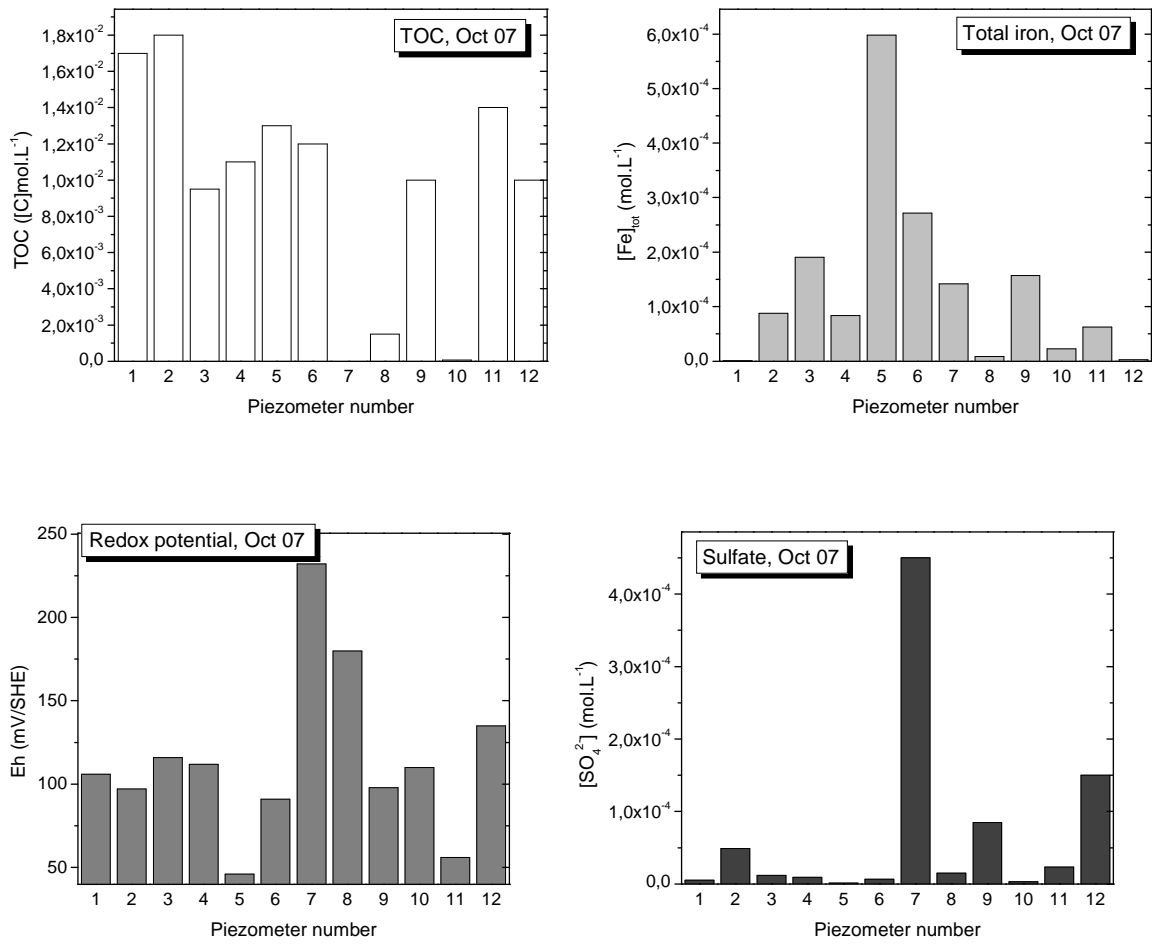 TOC, Oct 07
TOC ([C]mol.L⁻¹)
1,8x10⁻²
1,6x10⁻²
1,4x10⁻²
1,2x10⁻²
1,0x10⁻²
8,0x10⁻³
6,0x10⁻³
4,0x10⁻³
2,0x10⁻³
0,0
1 2 3 4 5 6 7 8 9 10 11 12
Piezometer number
Total iron, Oct 07
[Fe]tot (mol.L⁻¹)
6,0x10⁻⁴
5,0x10⁻⁴
4,0x10⁻⁴
3,0x10⁻⁴
2,0x10⁻⁴
1,0x10⁻⁴
0,0
1 2 3 4 5 6 7 8 9 10 11 12
Piezometer number
Redox potential, Oct 07
Eh (mV/SHE)
250
200
150
100
50
1 2 3 4 5 6 7 8 9 10 11 12
Piezometer number
Sulfate, Oct 07
[SO₄²⁻] (mol.L⁻¹)
4,0x10⁻⁴
3,0x10⁻⁴
2,0x10⁻⁴
1,0x10⁻⁴
0,0
1 2 3 4 5 6 7 8 9 10 11 12
Piezometer number